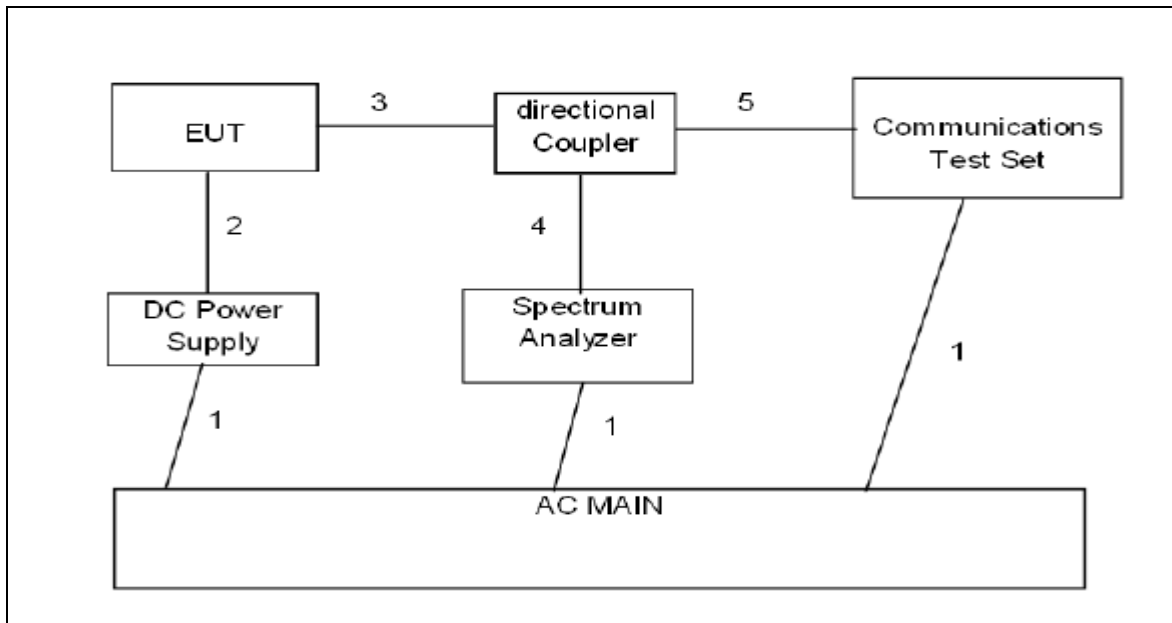 EUT
3
directional
Coupler
5
Communications
Test Set
2
4
DC Power
Supply
Spectrum
Analyzer
1
1
1
AC MAIN